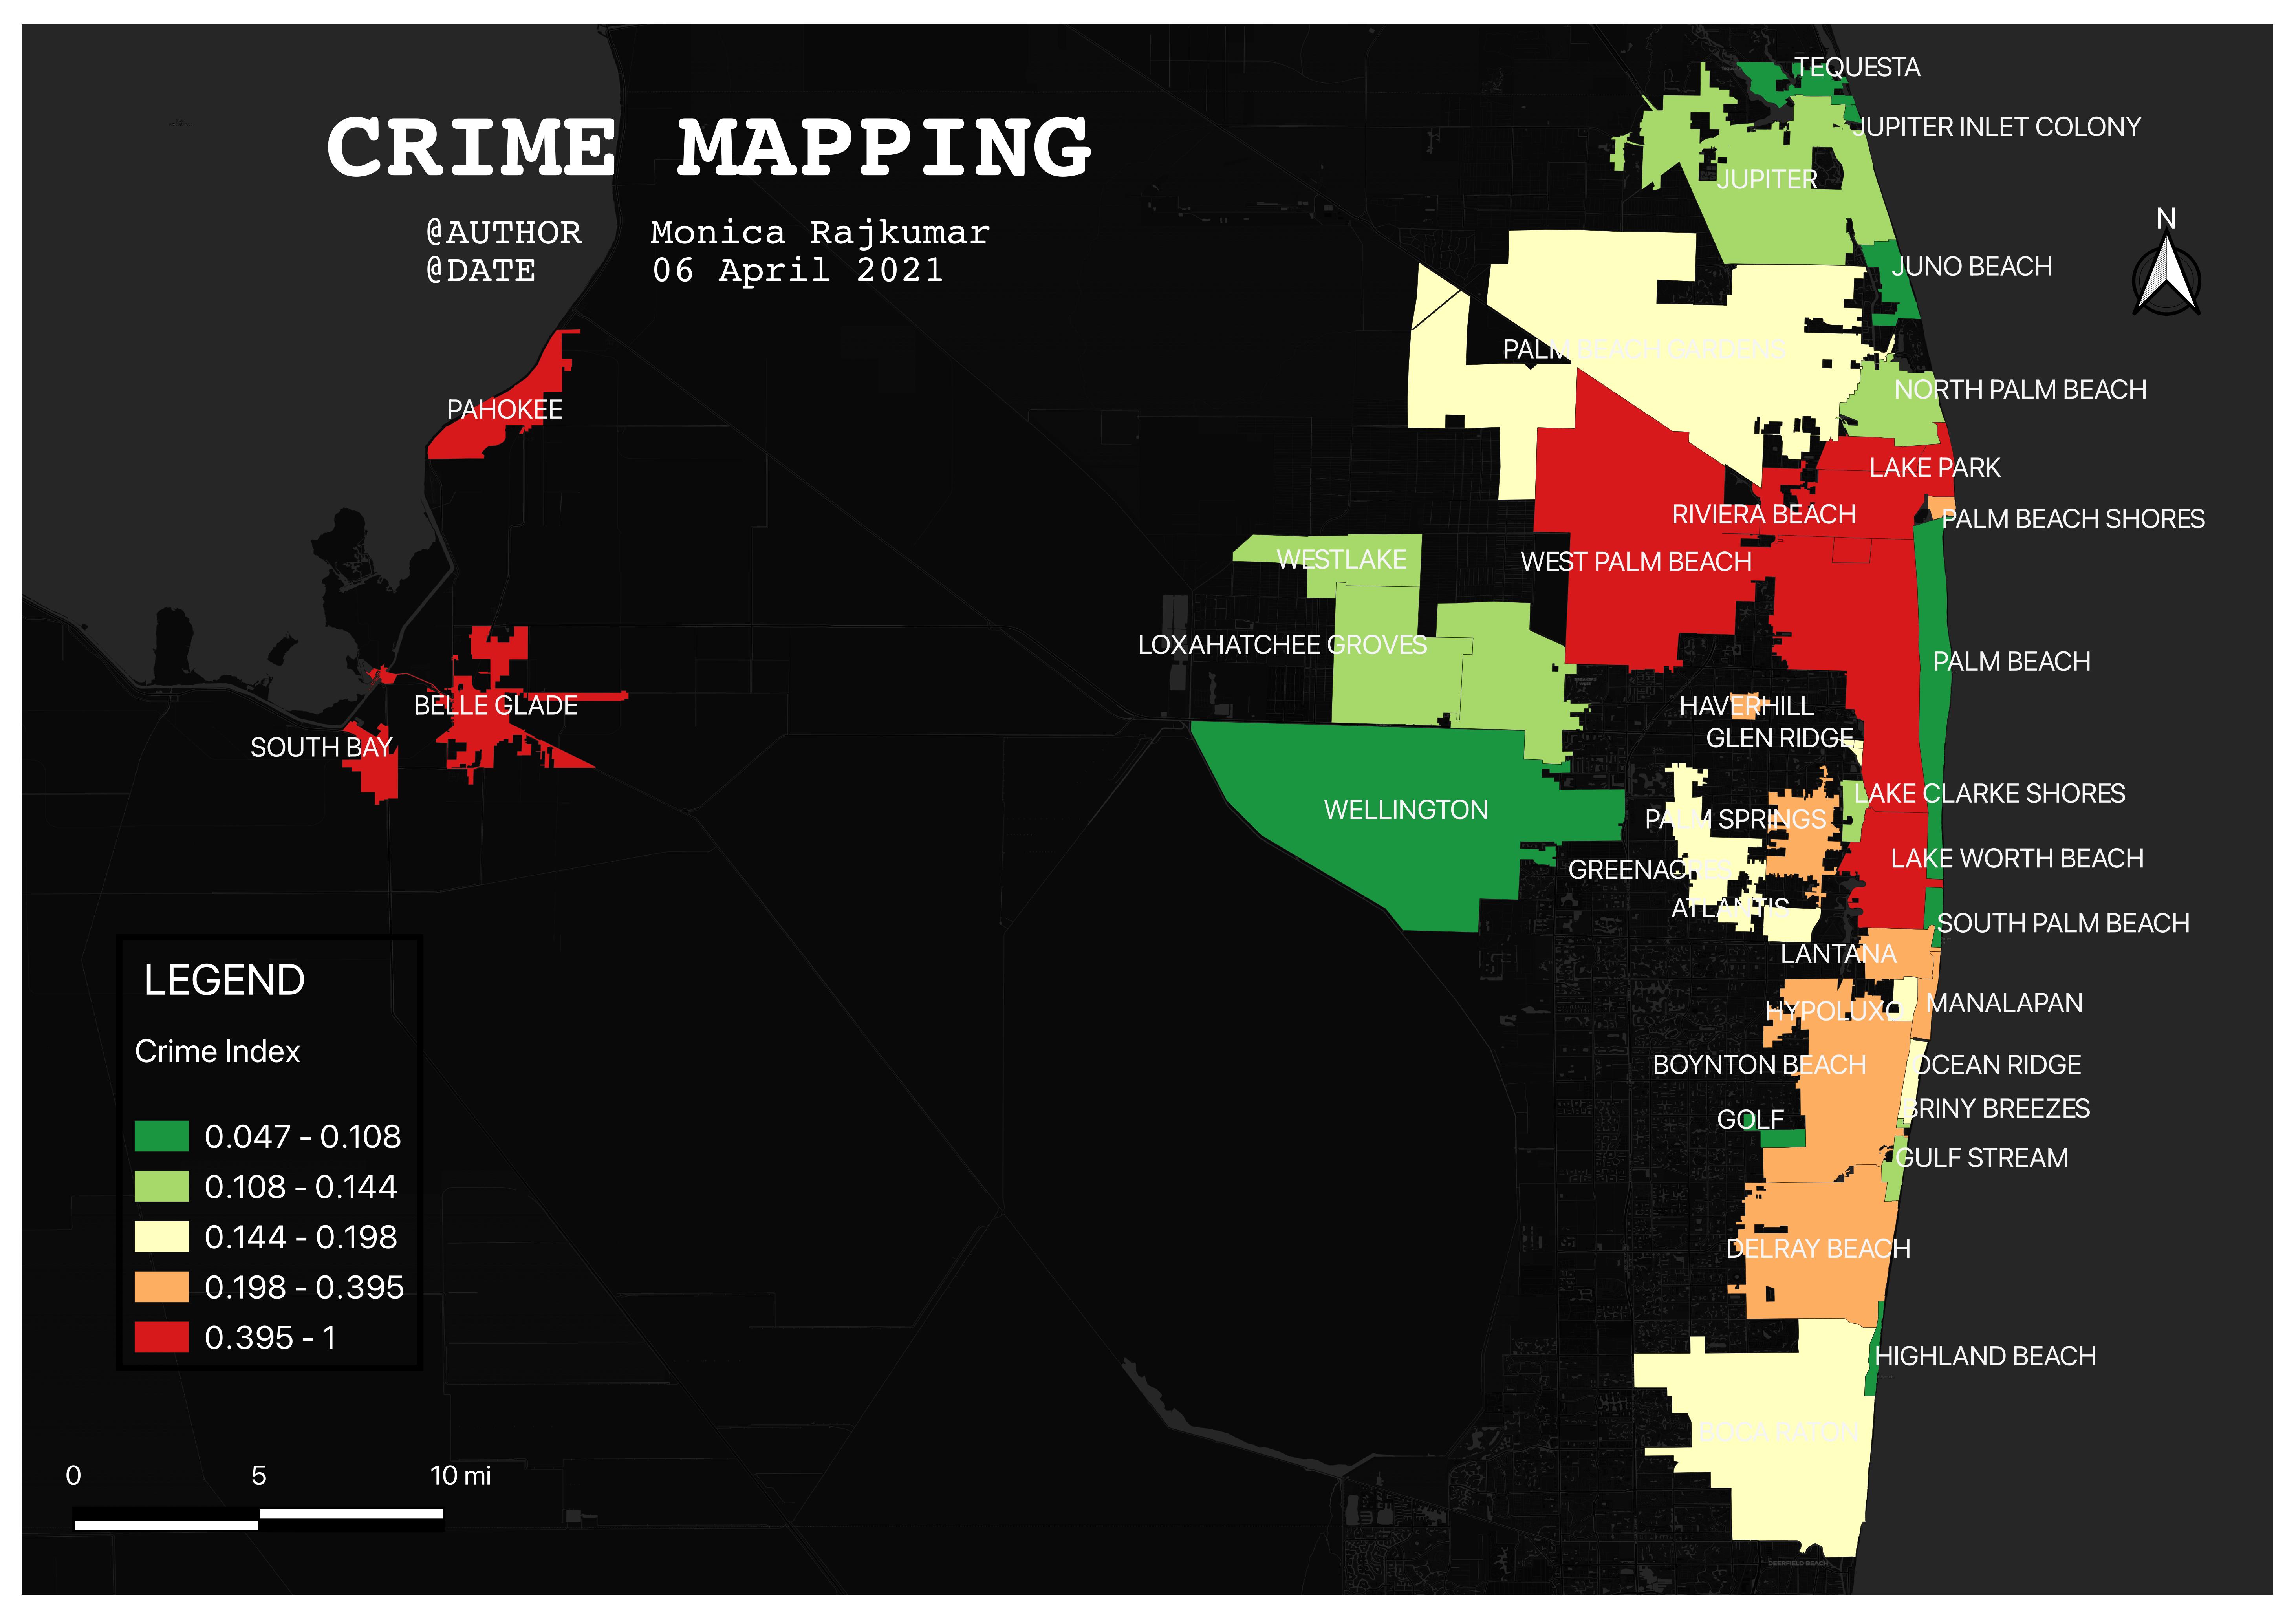 CRIME MAPPING
@AUTHOR Monica Rajkumar
@DATE 06 April 2021
TEQUESTA
JUPITER INLET COLONY
JUPITER
N
JUNO BEACH
PALM BEACH GARDENS
NORTH PALM BEACH
PAHOKEE
LAKE PARK
RIVIERA BEACH
PALM BEACH SHORES
WESTLAKE
WEST PALM BEACH
LOXAHATCHEE GROVES
PALM BEACH
BELLE GLADE
HAVERHILL
GLEN RIDGE
SOUTH BAY
LAKE CLARKE SHORES
WELLINGTON
PALM SPRINGS
LAKE WORTH BEACH
GREENACRES
ATLANTIS
SOUTH PALM BEACH
LANTANA
MANALAPAN
HYPOLUXO
BOYNTON BEACH
OCEAN RIDGE
BRINY BREEZES
GOLF
GULF STREAM
DELRAY BEACH
HIGHLAND BEACH
BOCA RATON
DEERFIELD BEACH
LEGEND
Crime Index
0.047 - 0.108
0.108 - 0.144
0.144 - 0.198
0.198 - 0.395
0.395 - 1
0 5 10 mi